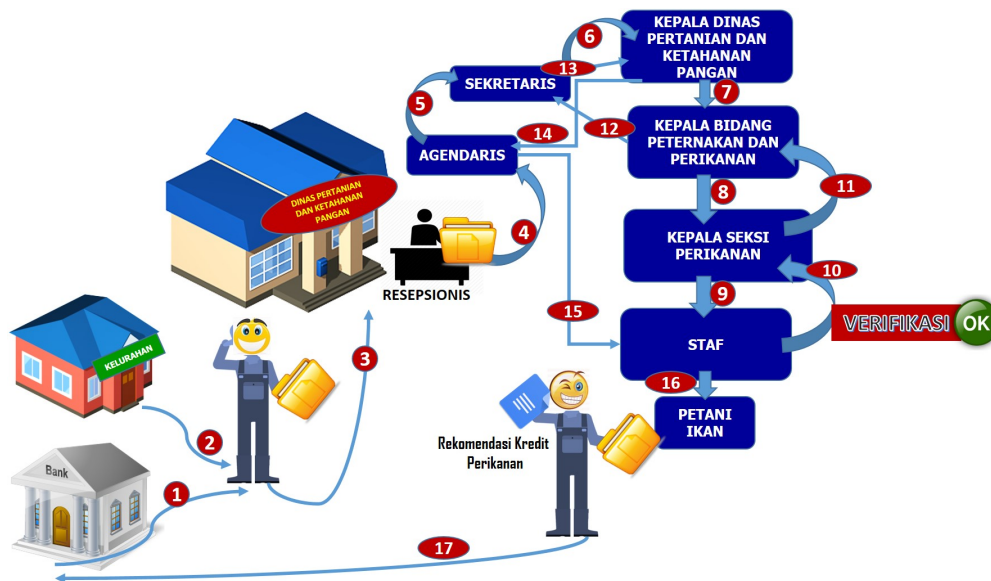 6
KEPALA DINAS
PERTANIAN DAN
KETAHANAN
PANGAN
13
SEKRETARIS
7
5
14
12
KEPALA BIDANG
PETERNAKAN DAN
PERIKANAN
AGENDARIS
DINAS PERTANIAN
DAN KETAHANAN
PANGAN
8
11
4
KEPALA SEKSI
PERIKANAN
10
RESEPSIONIS
9
15
VERIFIKASI
OK
STAF
3
KELURAHAN
16
PETANI
IKAN
2
Rekomendasi Kredit
Perikanan
Bank
1
17